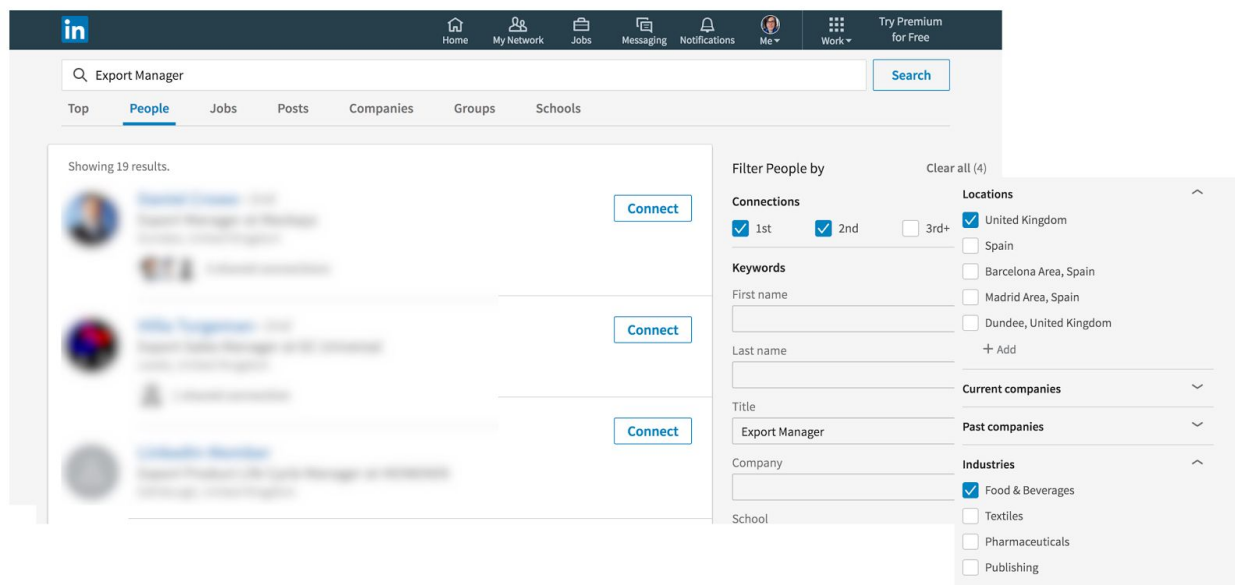 in
Home
My Network
Jobs
Messaging
Notifications
Me
Work
Try Premium
for Free
Export Manager
Search
Top People Jobs Posts Companies Groups Schools
Showing 19 results.
Connect
Connect
Connect
Filter People by Clear all (4)
Connections
1st 2nd 3rd+
Keywords
First name
Last name
Title
Export Manager
Company
School
Locations
United Kingdom
Spain
Barcelona Area, Spain
Madrid Area, Spain
Dundee, United Kingdom
+ Add
Current companies
Past companies
Industries
Food & Beverages
Textiles
Pharmaceuticals
Publishing